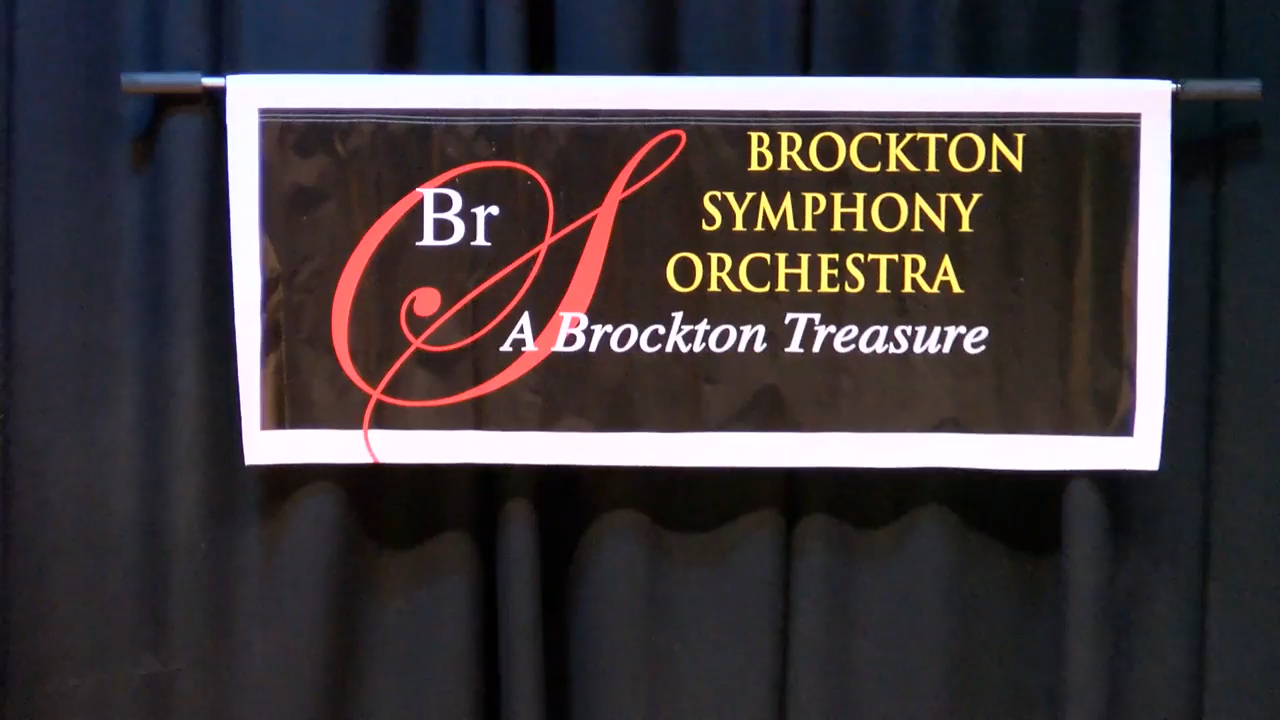 Br S
BROCKTON
SYMPHONY
ORCHESTRA
A Brockton Treasure